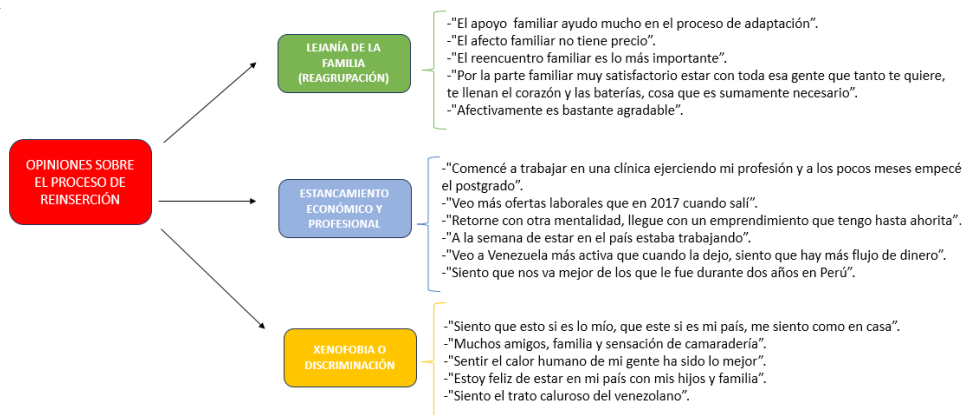 OPINIONES SOBRE
EL PROCESO DE
REINSERCIÓN
LEJANÍA DE LA
FAMILIA
(REAGRUPACIÓN)
-"El apoyo  familiar ayudo mucho en el proceso de adaptación”.
-"El afecto familiar no tiene precio”.
-"El reencuentro familiar es lo más importante”.
-"Por la parte familiar muy satisfactorio estar con toda esa gente que tanto te quiere,
te llenan el corazón y las baterías, cosa que es sumamente necesario”.
-"Afectivamente es bastante agradable”.
ESTANCAMIENTO
ECONÓMICO Y
PROFESIONAL
-"Comencé a trabajar en una clínica ejerciendo mi profesión y a los pocos meses empecé
el postgrado”.
-"Veo más ofertas laborales que en 2017 cuando salí”.
-"Retorne con otra mentalidad, llegue con un emprendimiento que tengo hasta ahorita”.
-"A la semana de estar en el país estaba trabajando”.
-"Veo a Venezuela más activa que cuando la dejo, siento que hay más flujo de dinero”.
-"Siento que nos va mejor de los que le fue durante dos años en Perú”.
XENOFOBIA O
DISCRIMINACIÓN
-"Siento que esto si es lo mío, que este si es mi país, me siento como en casa”.
-"Muchos amigos, familia y sensación de camaradería”.
-"Sentir el calor humano de mi gente ha sido lo mejor”.
-"Estoy feliz de estar en mi país con mis hijos y familia”.
-"Siento el trato caluroso del venezolano”.